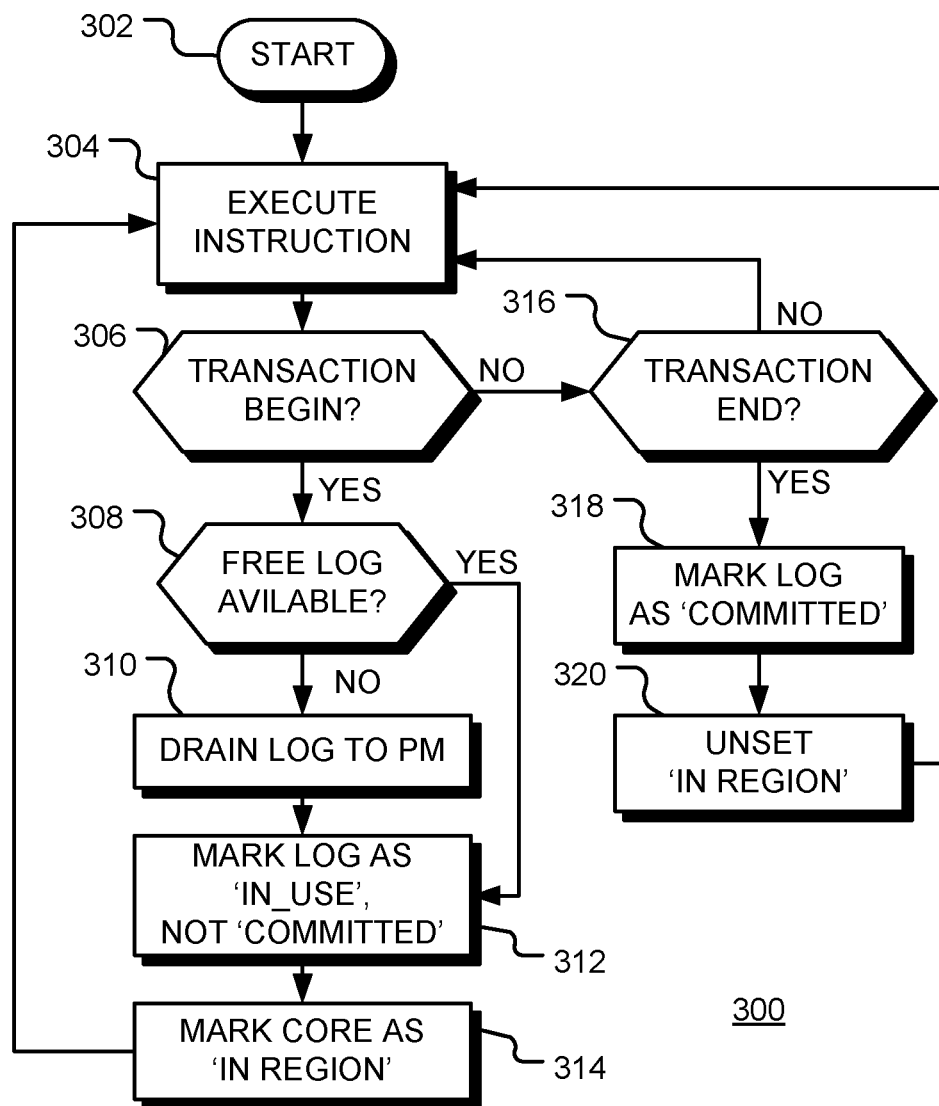 302
START
304
EXECUTE
INSTRUCTION
306
TRANSACTION
BEGIN?
NO
316
NO
TRANSACTION
END?
YES
YES
308
FREE LOG
AVILABLE?
YES
318
MARK LOG
AS ‘COMMITTED’
310
NO
DRAIN LOG TO PM
320
UNSET
‘IN REGION’
MARK LOG AS
‘IN_USE’,
NOT ‘COMMITTED’
312
MARK CORE AS
‘IN REGION’
314
300